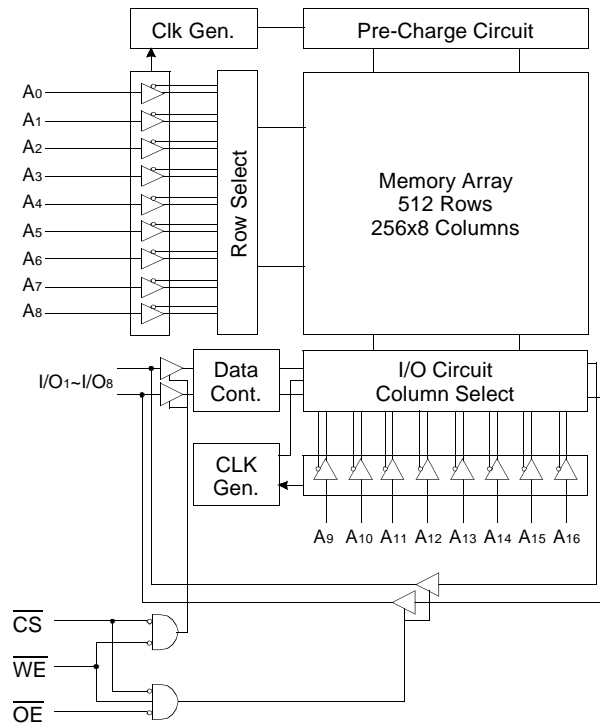 Clk Gen.
Pre-Charge Circuit
A0
A1
A2
A3
A4
A5
A6
A7
A8
Row Select
Memory Array
512 Rows
256x8 Columns
I/O1~I/O8
Data
Cont.
I/O Circuit
Column Select
CLK
Gen.
A9 A10 A11 A12 A13 A14 A15 A16
CS
WE
OE